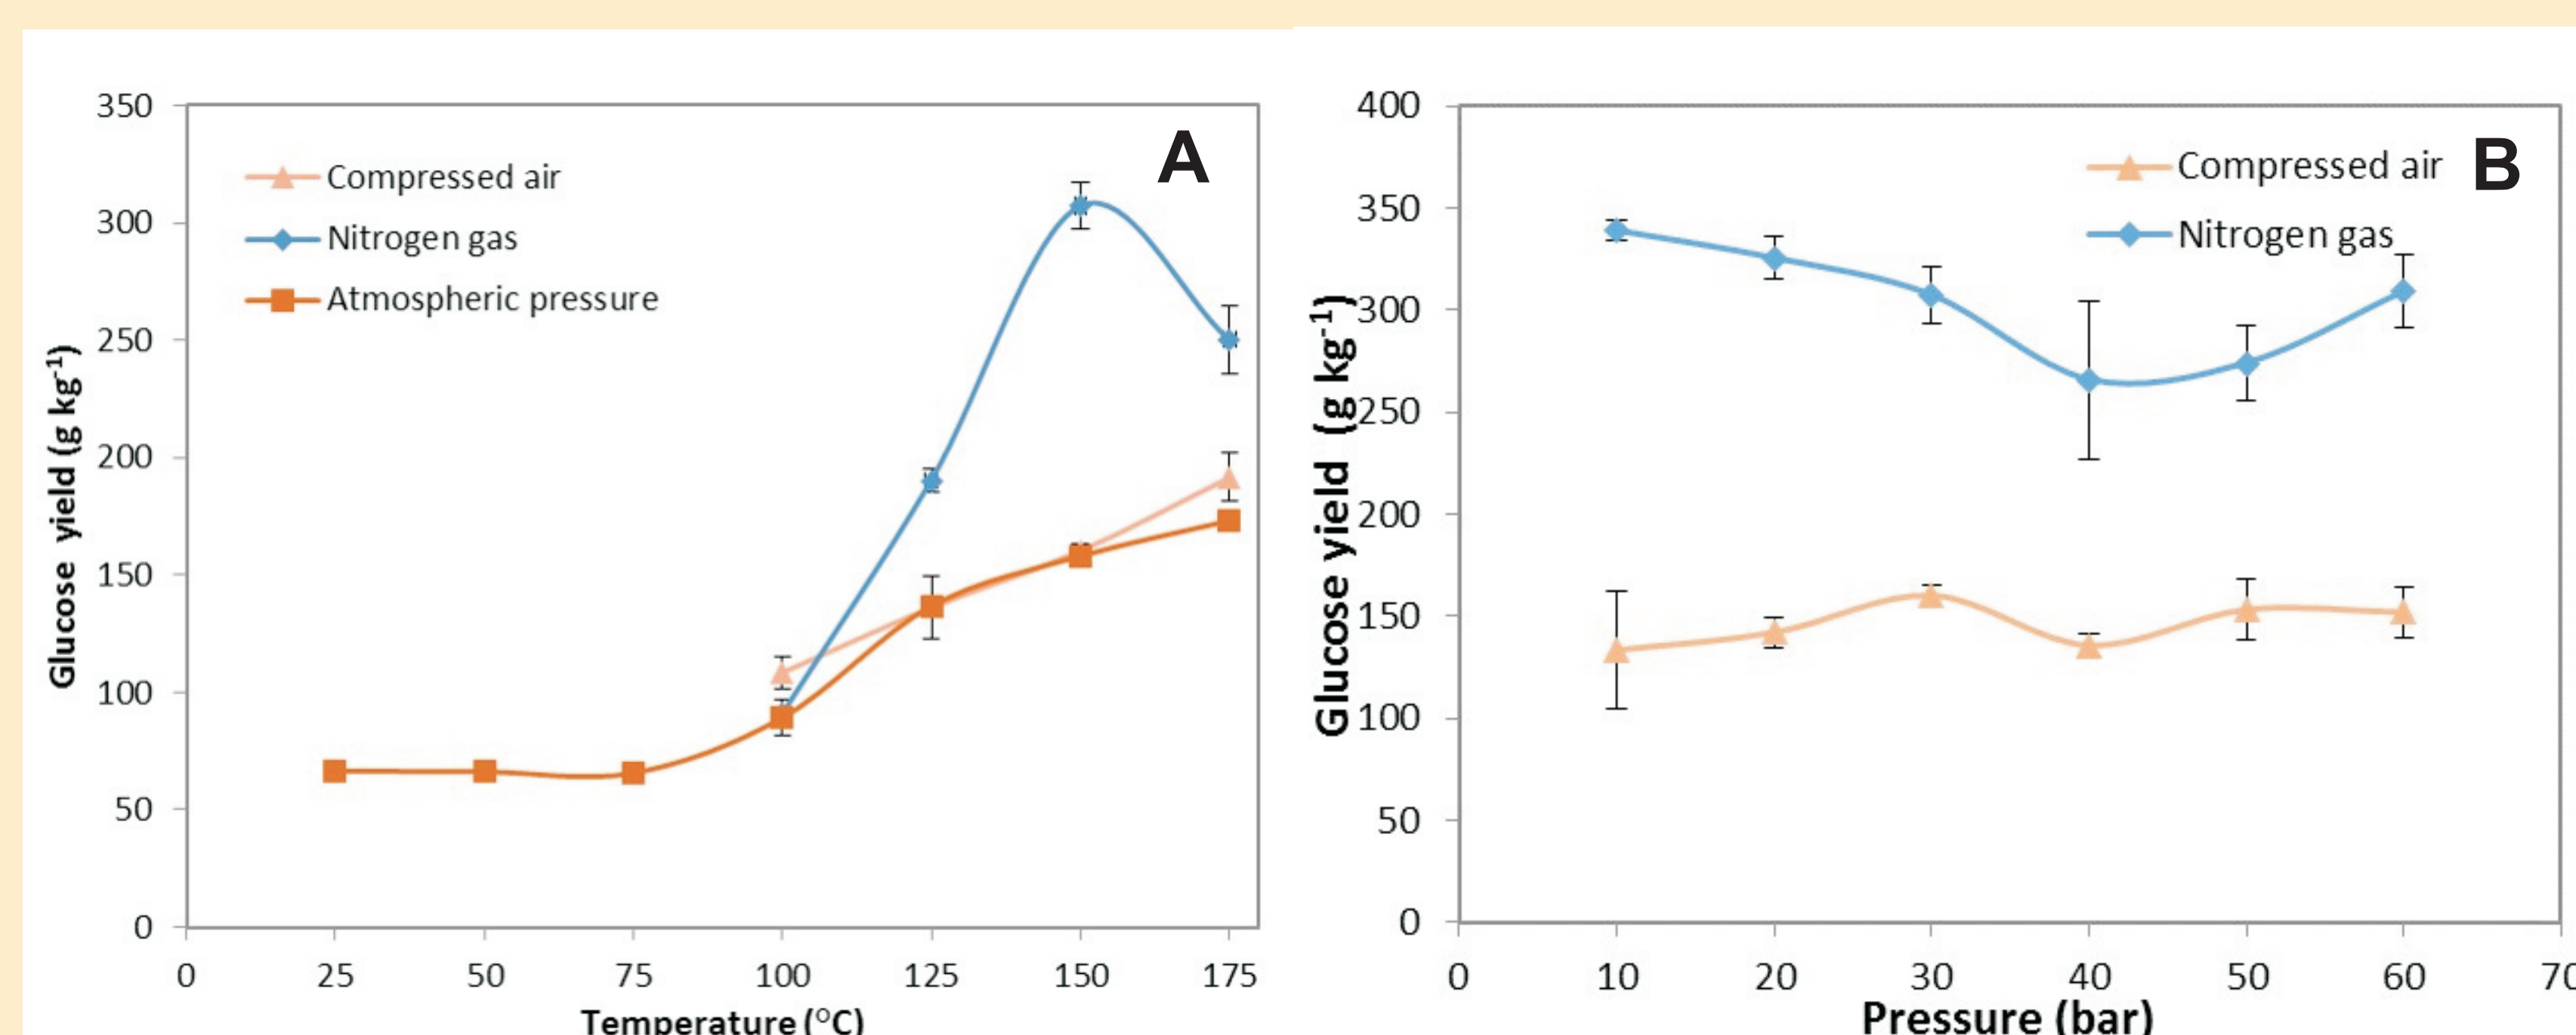 A
Compressed air
Nitrogen gas
Atmospheric pressure
Glucose yield (g kg⁻¹)
350
300
250
200
150
100
50
0
0 25 50 75 100 125 150 175
Temperature (°C)
B
Compressed air
Nitrogen gas
Glucose yield (g kg⁻¹)
400
350
300
250
200
150
100
50
0
0 10 20 30 40 50 60 70
Pressure (bar)